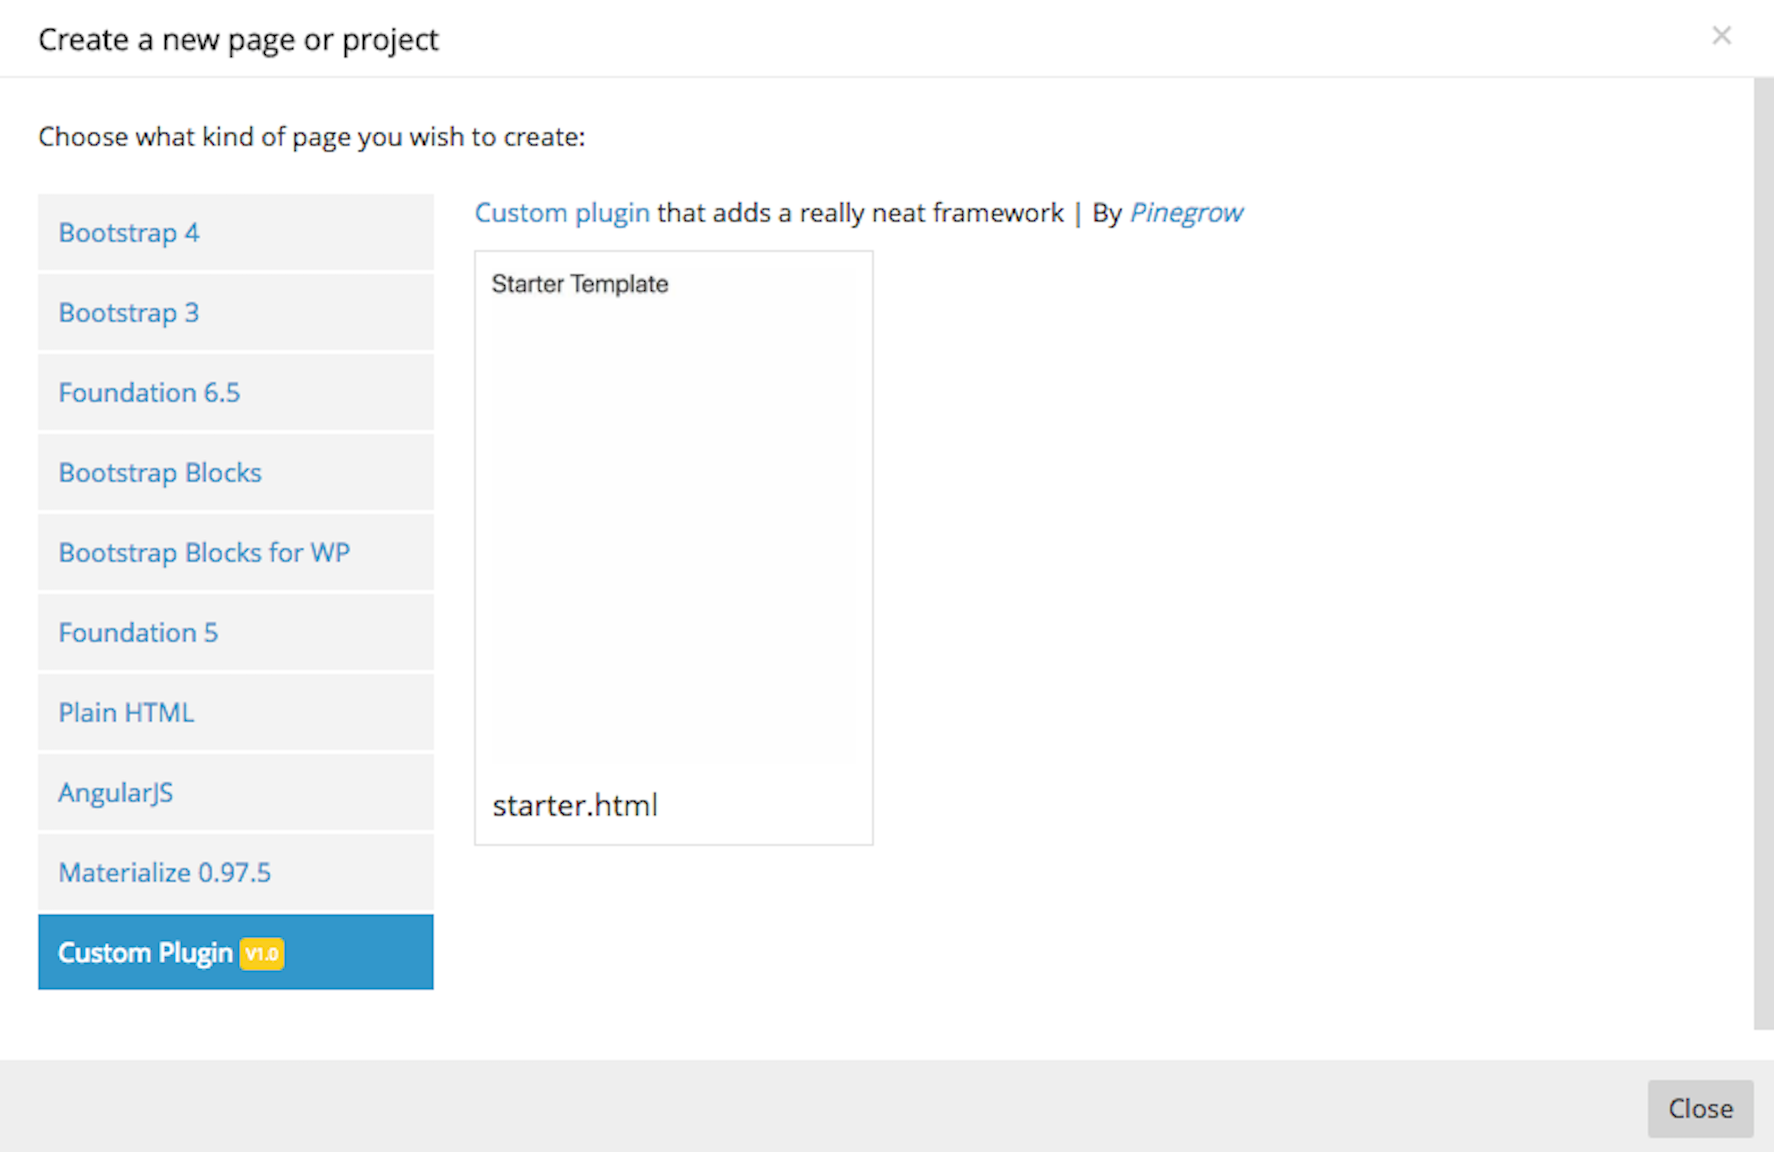 Create a new page or project
×
Choose what kind of page you wish to create:
Bootstrap 4
Bootstrap 3
Foundation 6.5
Bootstrap Blocks
Bootstrap Blocks for WP
Foundation 5
Plain HTML
AngularJS
Materialize 0.97.5
Custom Plugin V1.0
Custom plugin that adds a really neat framework | By Pinegrow
Starter Template
starter.html
Close